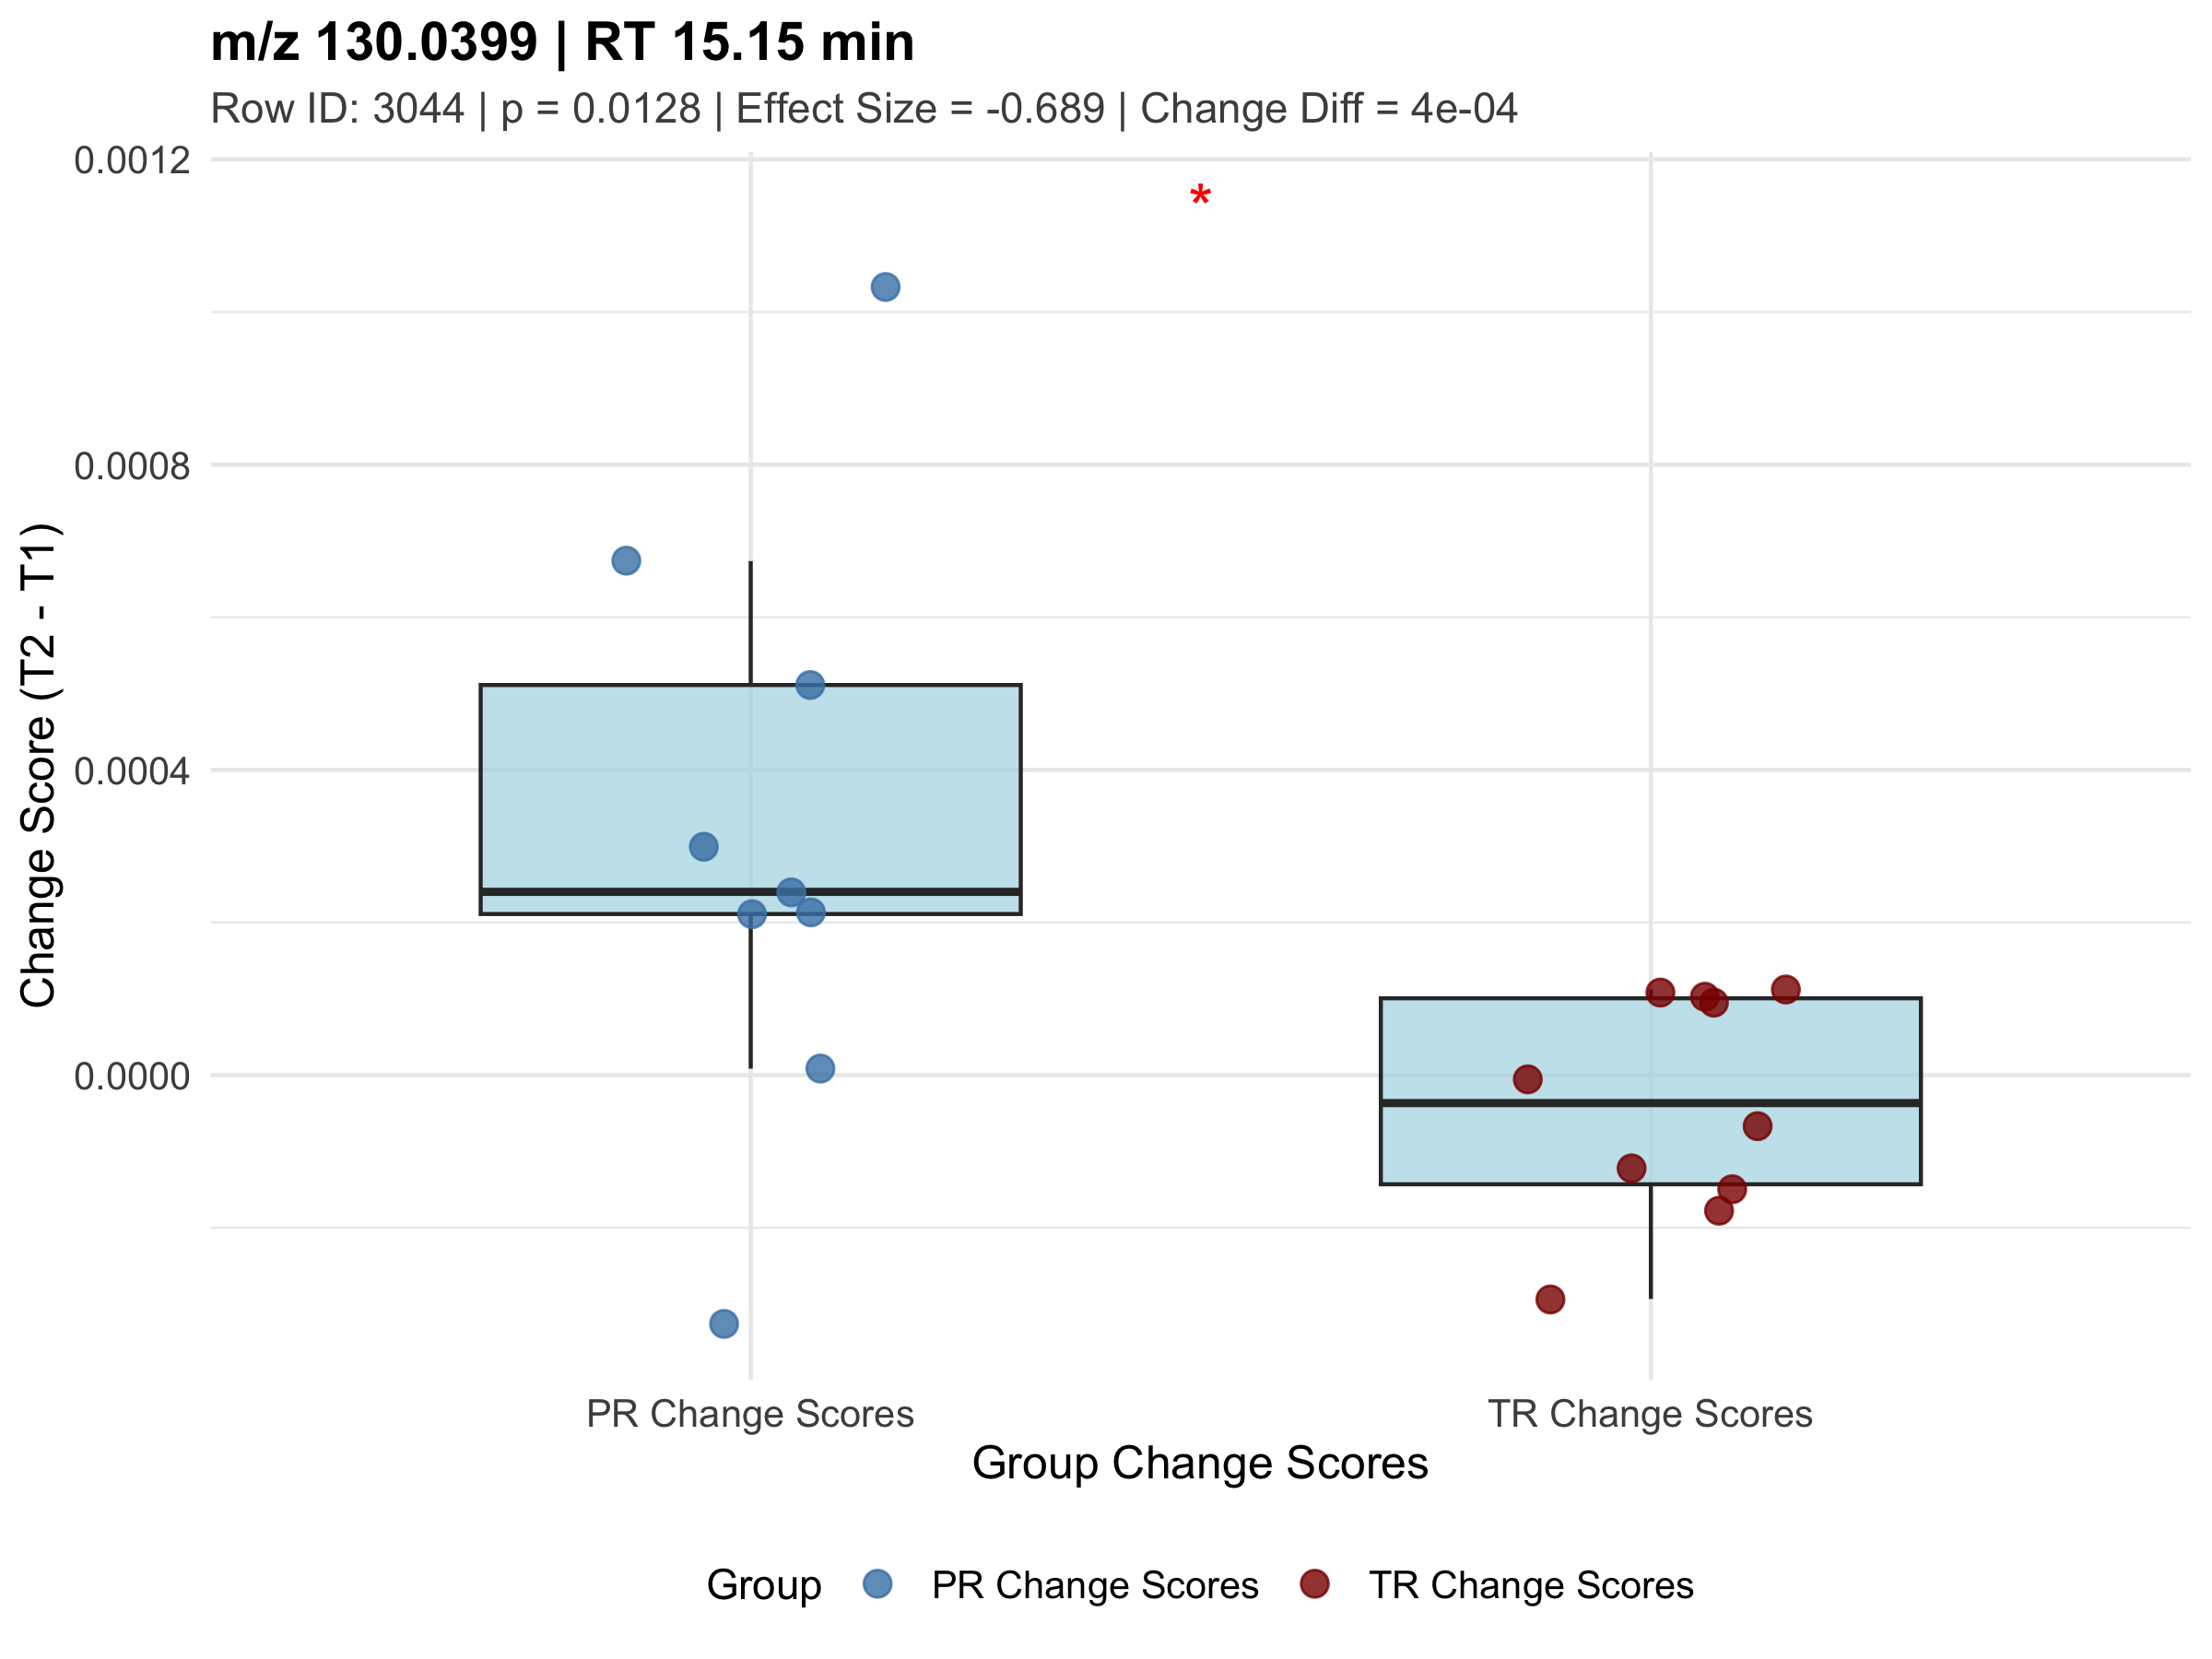 m/z 130.0399 | RT 15.15 min
Row ID: 3044 | p = 0.0128 | Effect Size = -0.689 | Change Diff = 4e-04
0.0012
*
0.0008
0.0004
0.0000
Change Score (T2 - T1)
PR Change Scores
TR Change Scores
Group Change Scores
Group
PR Change Scores
TR Change Scores